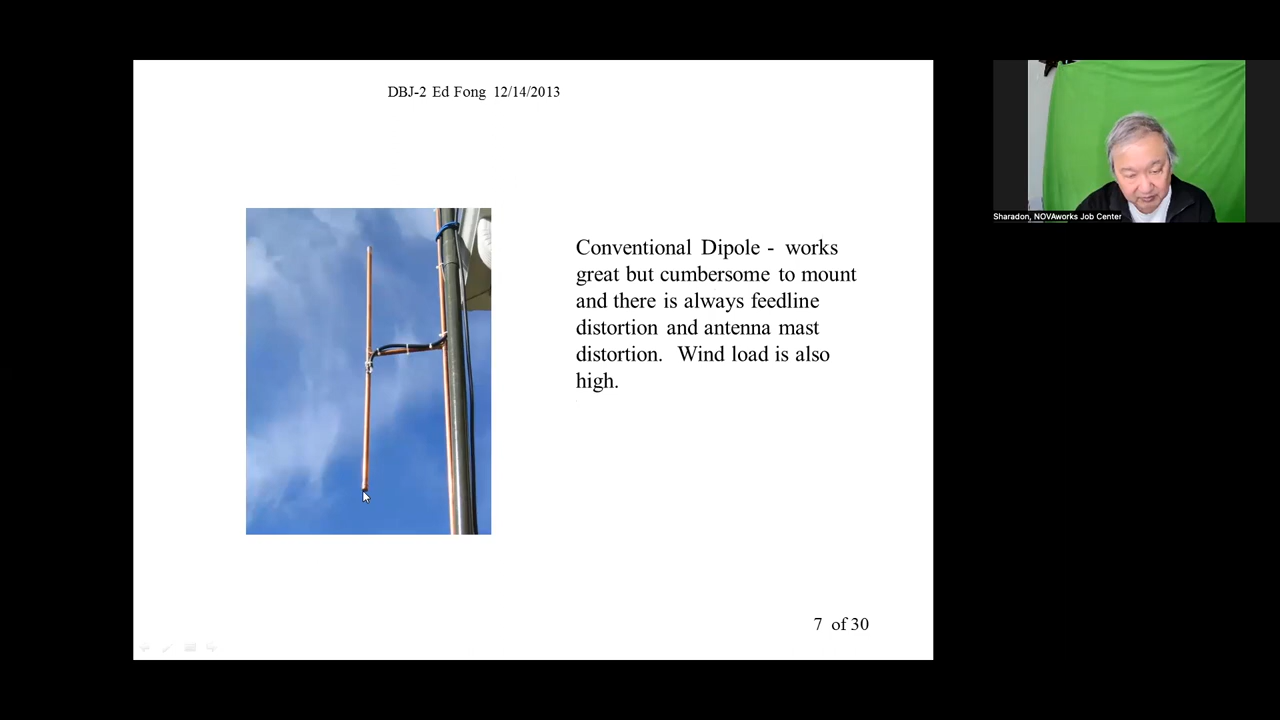 DBJ-2 Ed Fong 12/14/2013
Conventional Dipole - works
great but cumbersome to mount
and there is always feedline
distortion and antenna mast
distortion. Wind load is also
high.
7 of 30
Sharadon, NOVAworks Job Center